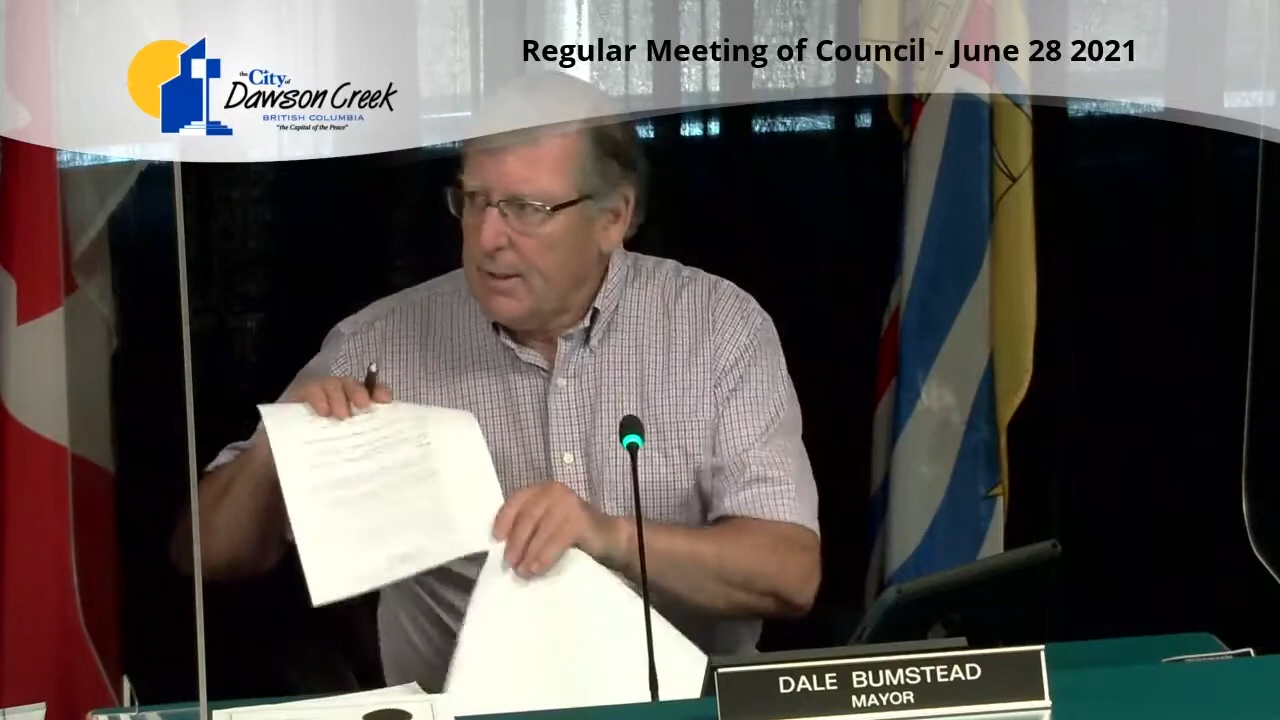 Regular Meeting of Council - June 28 2021
the City of
Dawson Creek
BRITISH COLUMBIA
"the Capital of the Peace"
DALE BUMSTEAD
MAYOR